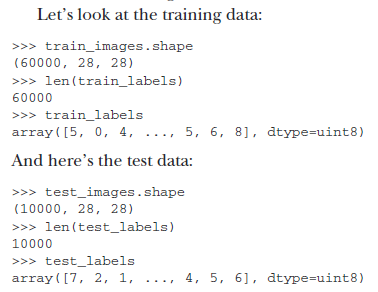 Let's look at the training data:
>>> train_images.shape
(60000, 28, 28)
>>> len(train_labels)
60000
>>> train_labels
array([5, 0, 4, ..., 5, 6, 8], dtype=uint8)
And here's the test data:
>>> test_images.shape
(10000, 28, 28)
>>> len(test_labels)
10000
>>> test_labels
array([7, 2, 1, ..., 4, 5, 6], dtype=uint8)